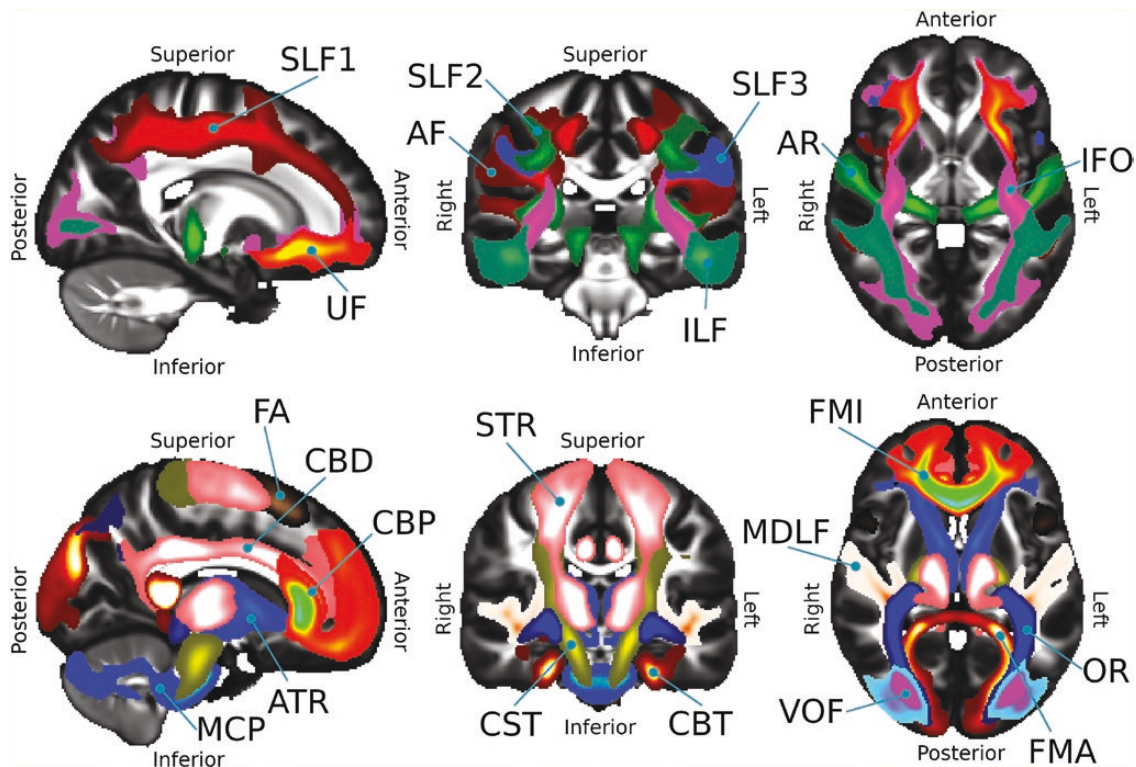 Superior
SLF1
Posterior
Anterior
UF
Inferior
Superior
SLF2
SLF3
AF
Right
Left
ILF
Inferior
Anterior
AR
IFO
Right
Left
Posterior
FA
Superior
CBD
CBP
Posterior
Anterior
ATR
MCP
Inferior
STR
Superior
Right
Left
CST
CBT
Inferior
FMI
Anterior
MDLF
Right
Left
OR
VOF
FMA
Posterior